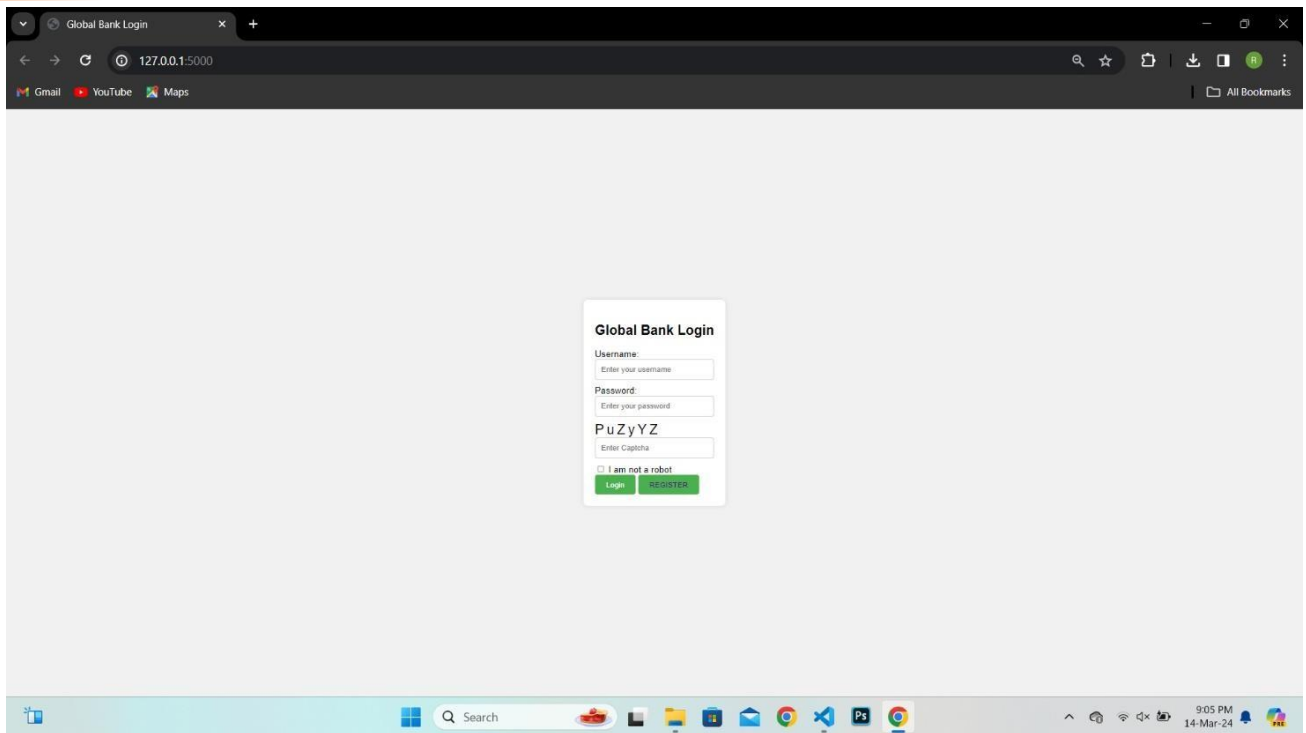 Global Bank Login
127.0.0.1:5000
R
Gmail YouTube Maps All Bookmarks
Global Bank Login
Username:
Enter your username
Password:
Enter your password
PuZyYZ
Enter Captcha
I am not a robot
Login REGISTER
Search
Ps
9:05 PM
14-Mar-24
PRE